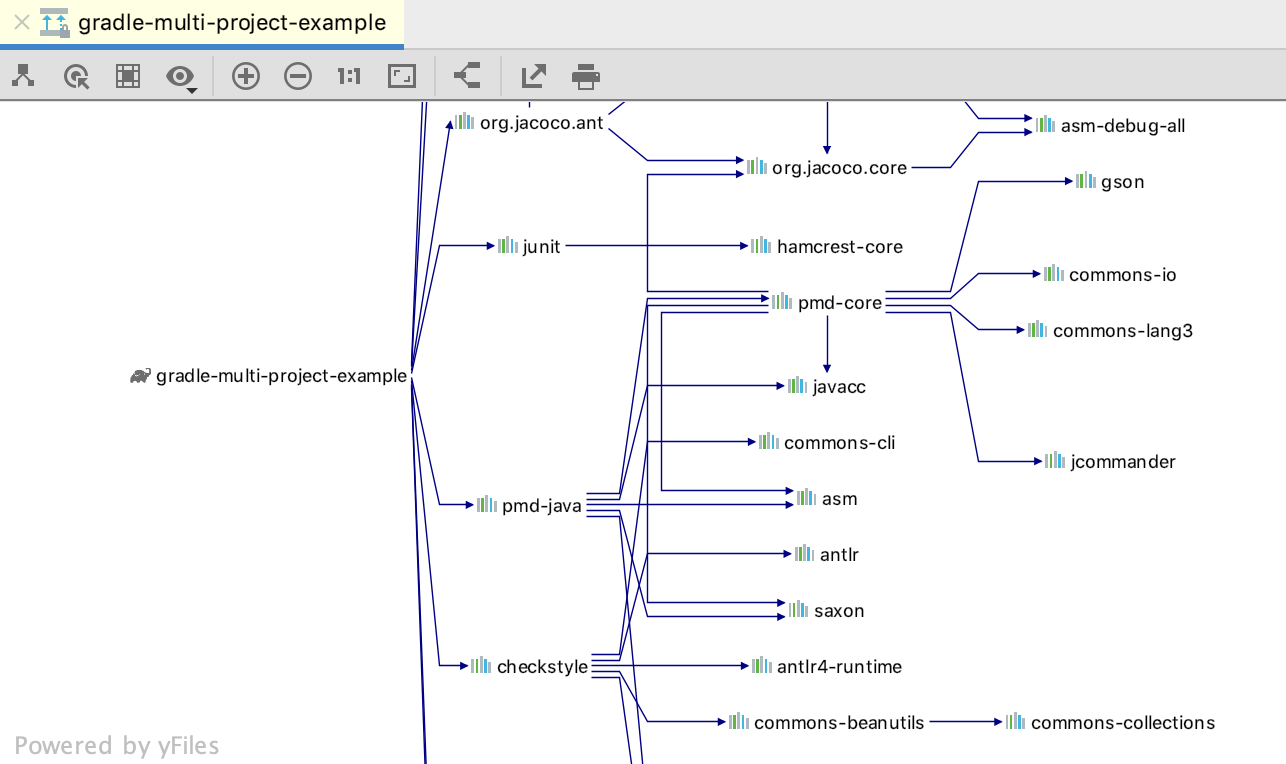 gradle-multi-project-example
1:1
org.jacoco.ant
asm-debug-all
org.jacoco.core
gson
junit
hamcrest-core
commons-io
pmd-core
commons-lang3
gradle-multi-project-example
javacc
commons-cli
jcommander
pmd-java
asm
antlr
saxon
checkstyle
antlr4-runtime
commons-beanutils
commons-collections
Powered by yFiles